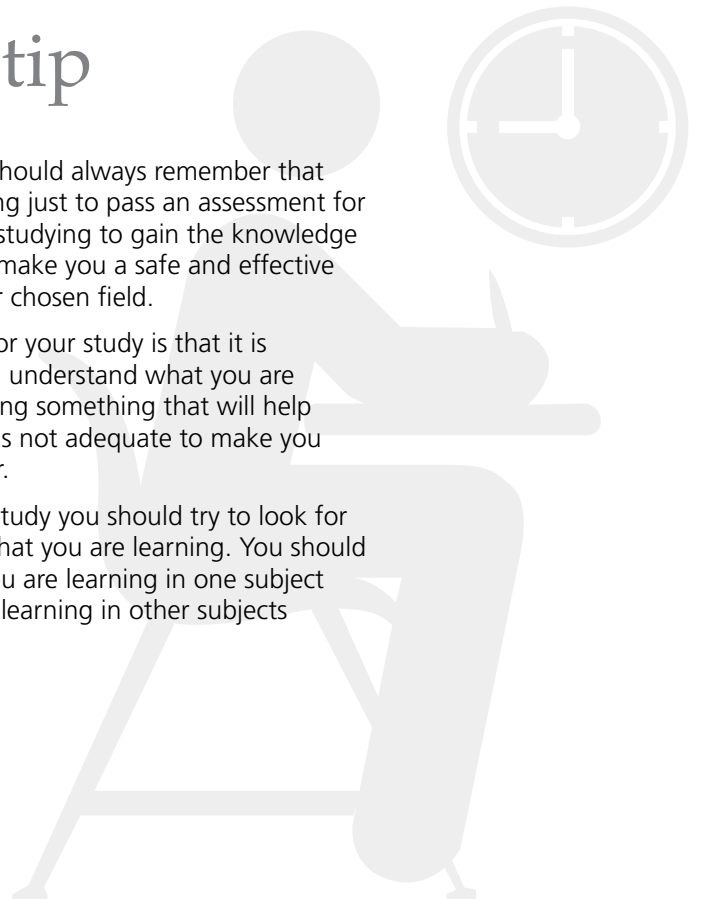 tip
hould always remember that
ng just to pass an assessment for
studying to gain the knowledge
make you a safe and effective
r chosen field.
or your study is that it is
understand what you are
ng something that will help
s not adequate to make you
r.
tudy you should try to look for
hat you are learning. You should
u are learning in one subject
learning in other subjects